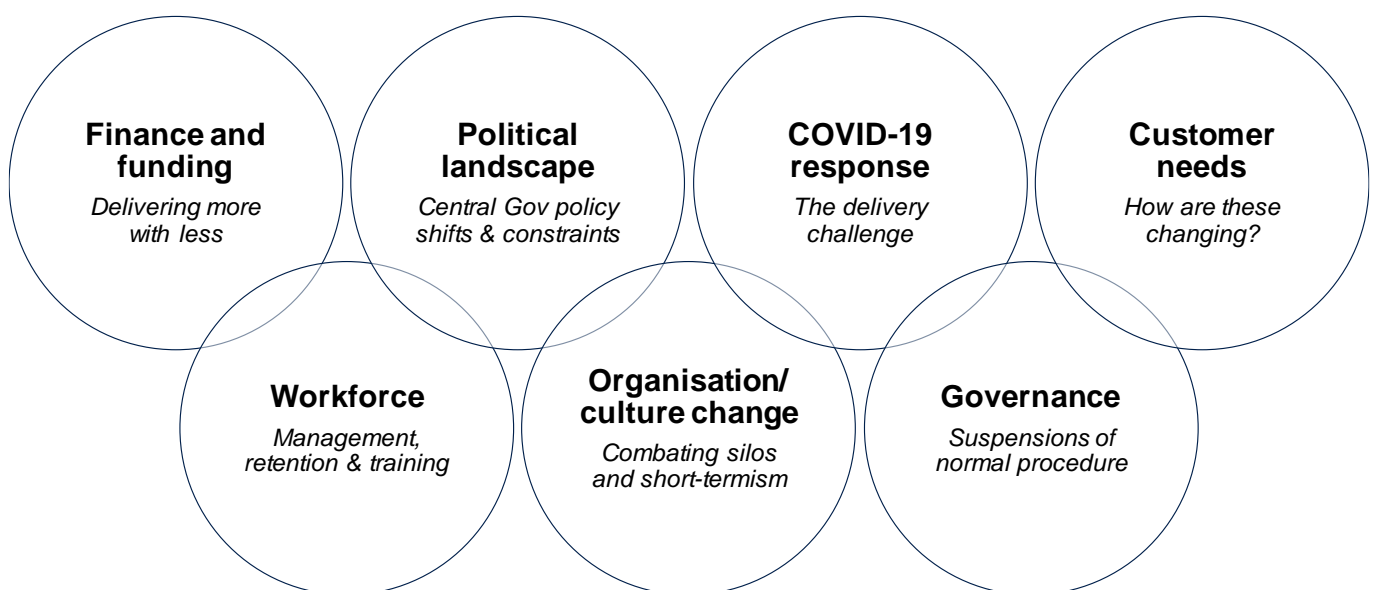 Finance and
funding
Delivering more
with less
Political
landscape
Central Gov policy
shifts & constraints
COVID-19
response
The delivery
challenge
Customer
needs
How are these
changing?
Workforce
Management,
retention & training
Organisation/
culture change
Combating silos
and short-termism
Governance
Suspensions of
normal procedure